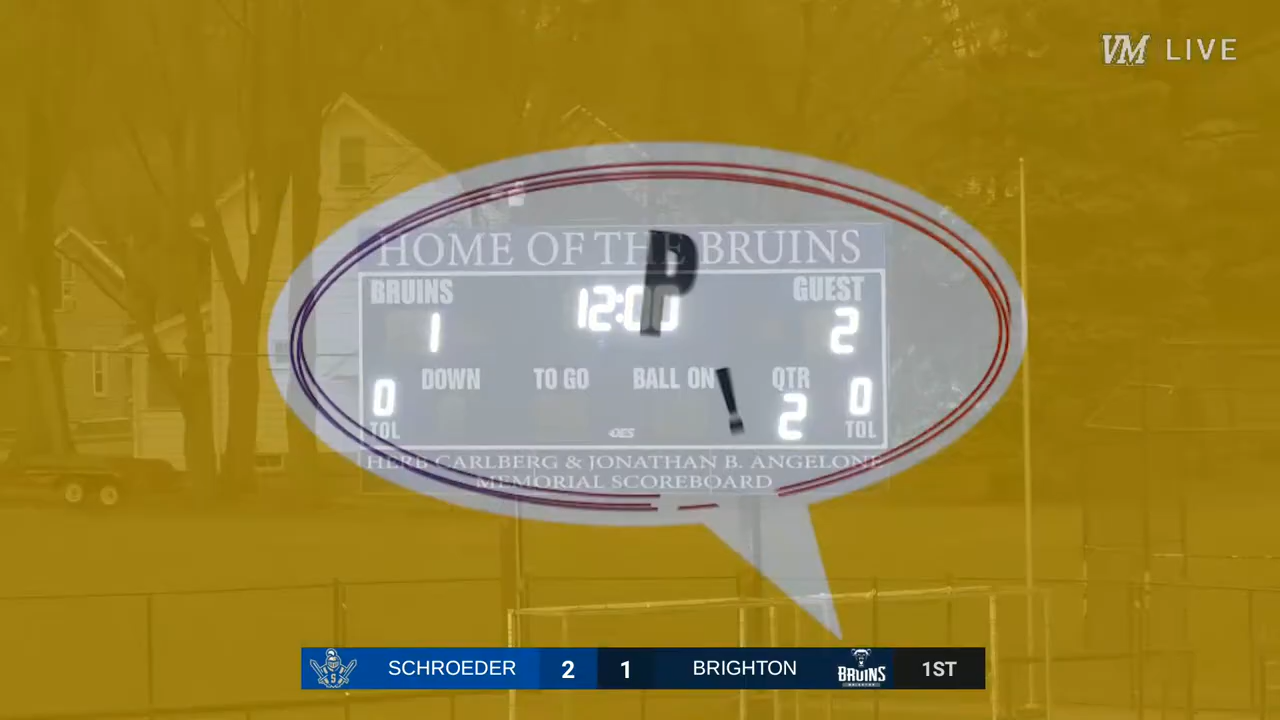 VM LIVE
HOME OF THE BRUINS
BRUINS 12:00 GUEST
1 2
DOWN TO GO BALL ON QTR
0 2 0
TOL TOL
OES
HERB CARLBERG & JONATHAN B. ANGELONE
MEMORIAL SCOREBOARD
P
!
SCHROEDER 2 1 BRIGHTON BRUINS 1ST